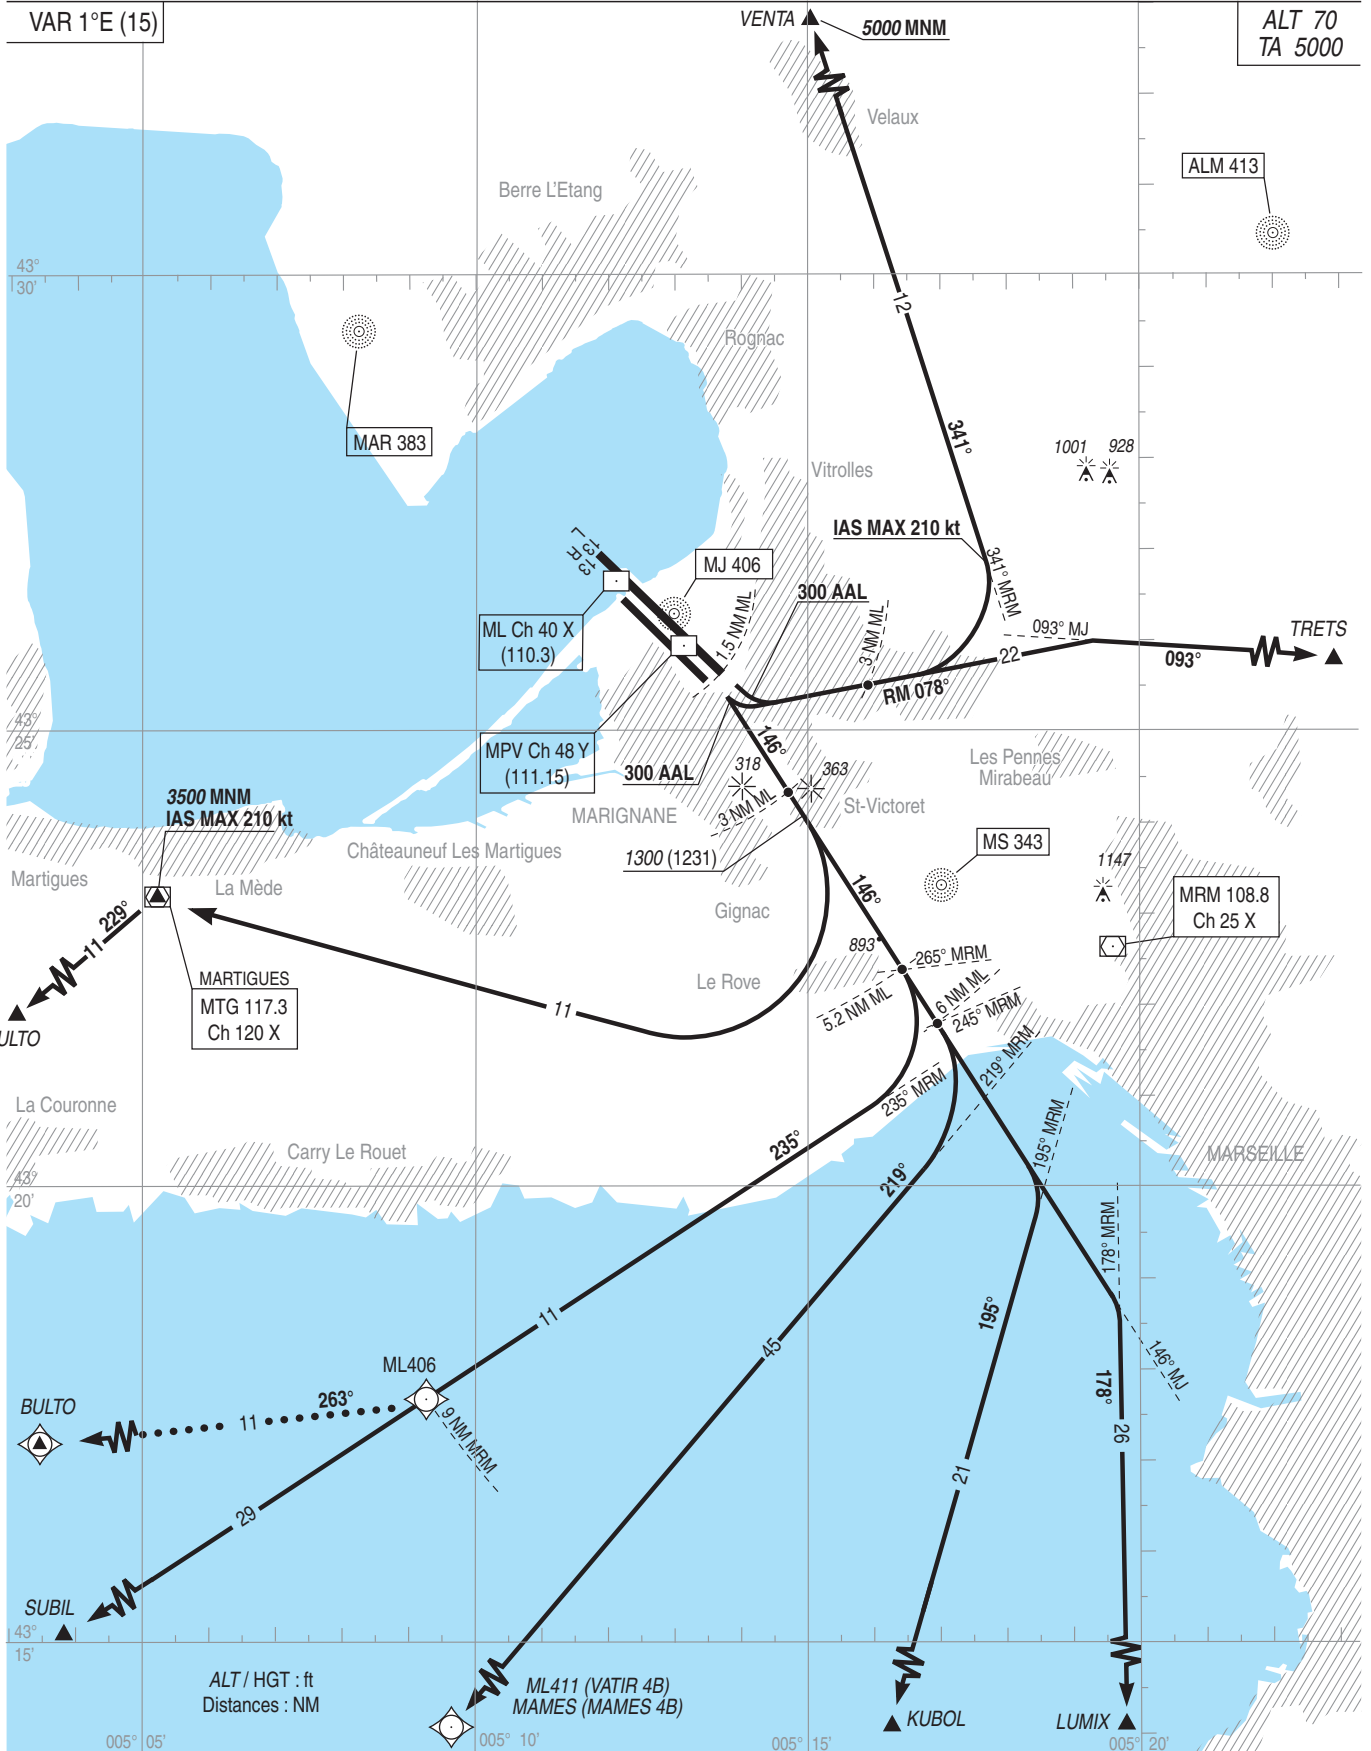 VAR 1°E (15)
VENTA
5000 MNM
ALT 70
TA 5000
Velaux
ALM 413
Berre L'Etang
43°
30'
12
Rognac
MAR 383
341°
1001
928
Vitrolles
IAS MAX 210 kt
13 L
13 R
MJ 406
341° MRM
300 AAL
1.5 NM ML
3 NM ML
093° MJ
TRETS
ML Ch 40 X
(110.3)
22
093°
RM 078°
43°
25'
MPV Ch 48 Y
(111.15)
146°
318
363
300 AAL
Les Pennes
Mirabeau
3500 MNM
IAS MAX 210 kt
3 NM ML
St-Victoret
MARIGNANE
Châteauneuf Les Martigues
1300 (1231)
MS 343
1147
Martigues
La Mède
146°
MRM 108.8
Ch 25 X
229°
11
Gignac
893
265° MRM
MARTIGUES
MTG 117.3
Ch 120 X
Le Rove
11
5.2 NM ML
6 NM ML
245° MRM
ULTO
219° MRM
235° MRM
La Couronne
195° MRM
Carry Le Rouet
235°
MARSEILLE
219°
43°
20'
178° MRM
11
195°
45
146° MJ
ML406
178°
BULTO
263°
11
9 NM MRM
26
21
29
SUBIL
43°
15'
ALT / HGT : ft
Distances : NM
ML411 (VATIR 4B)
MAMES (MAMES 4B)
KUBOL
LUMIX
005° 05'
005° 10'
005° 15'
005° 20'